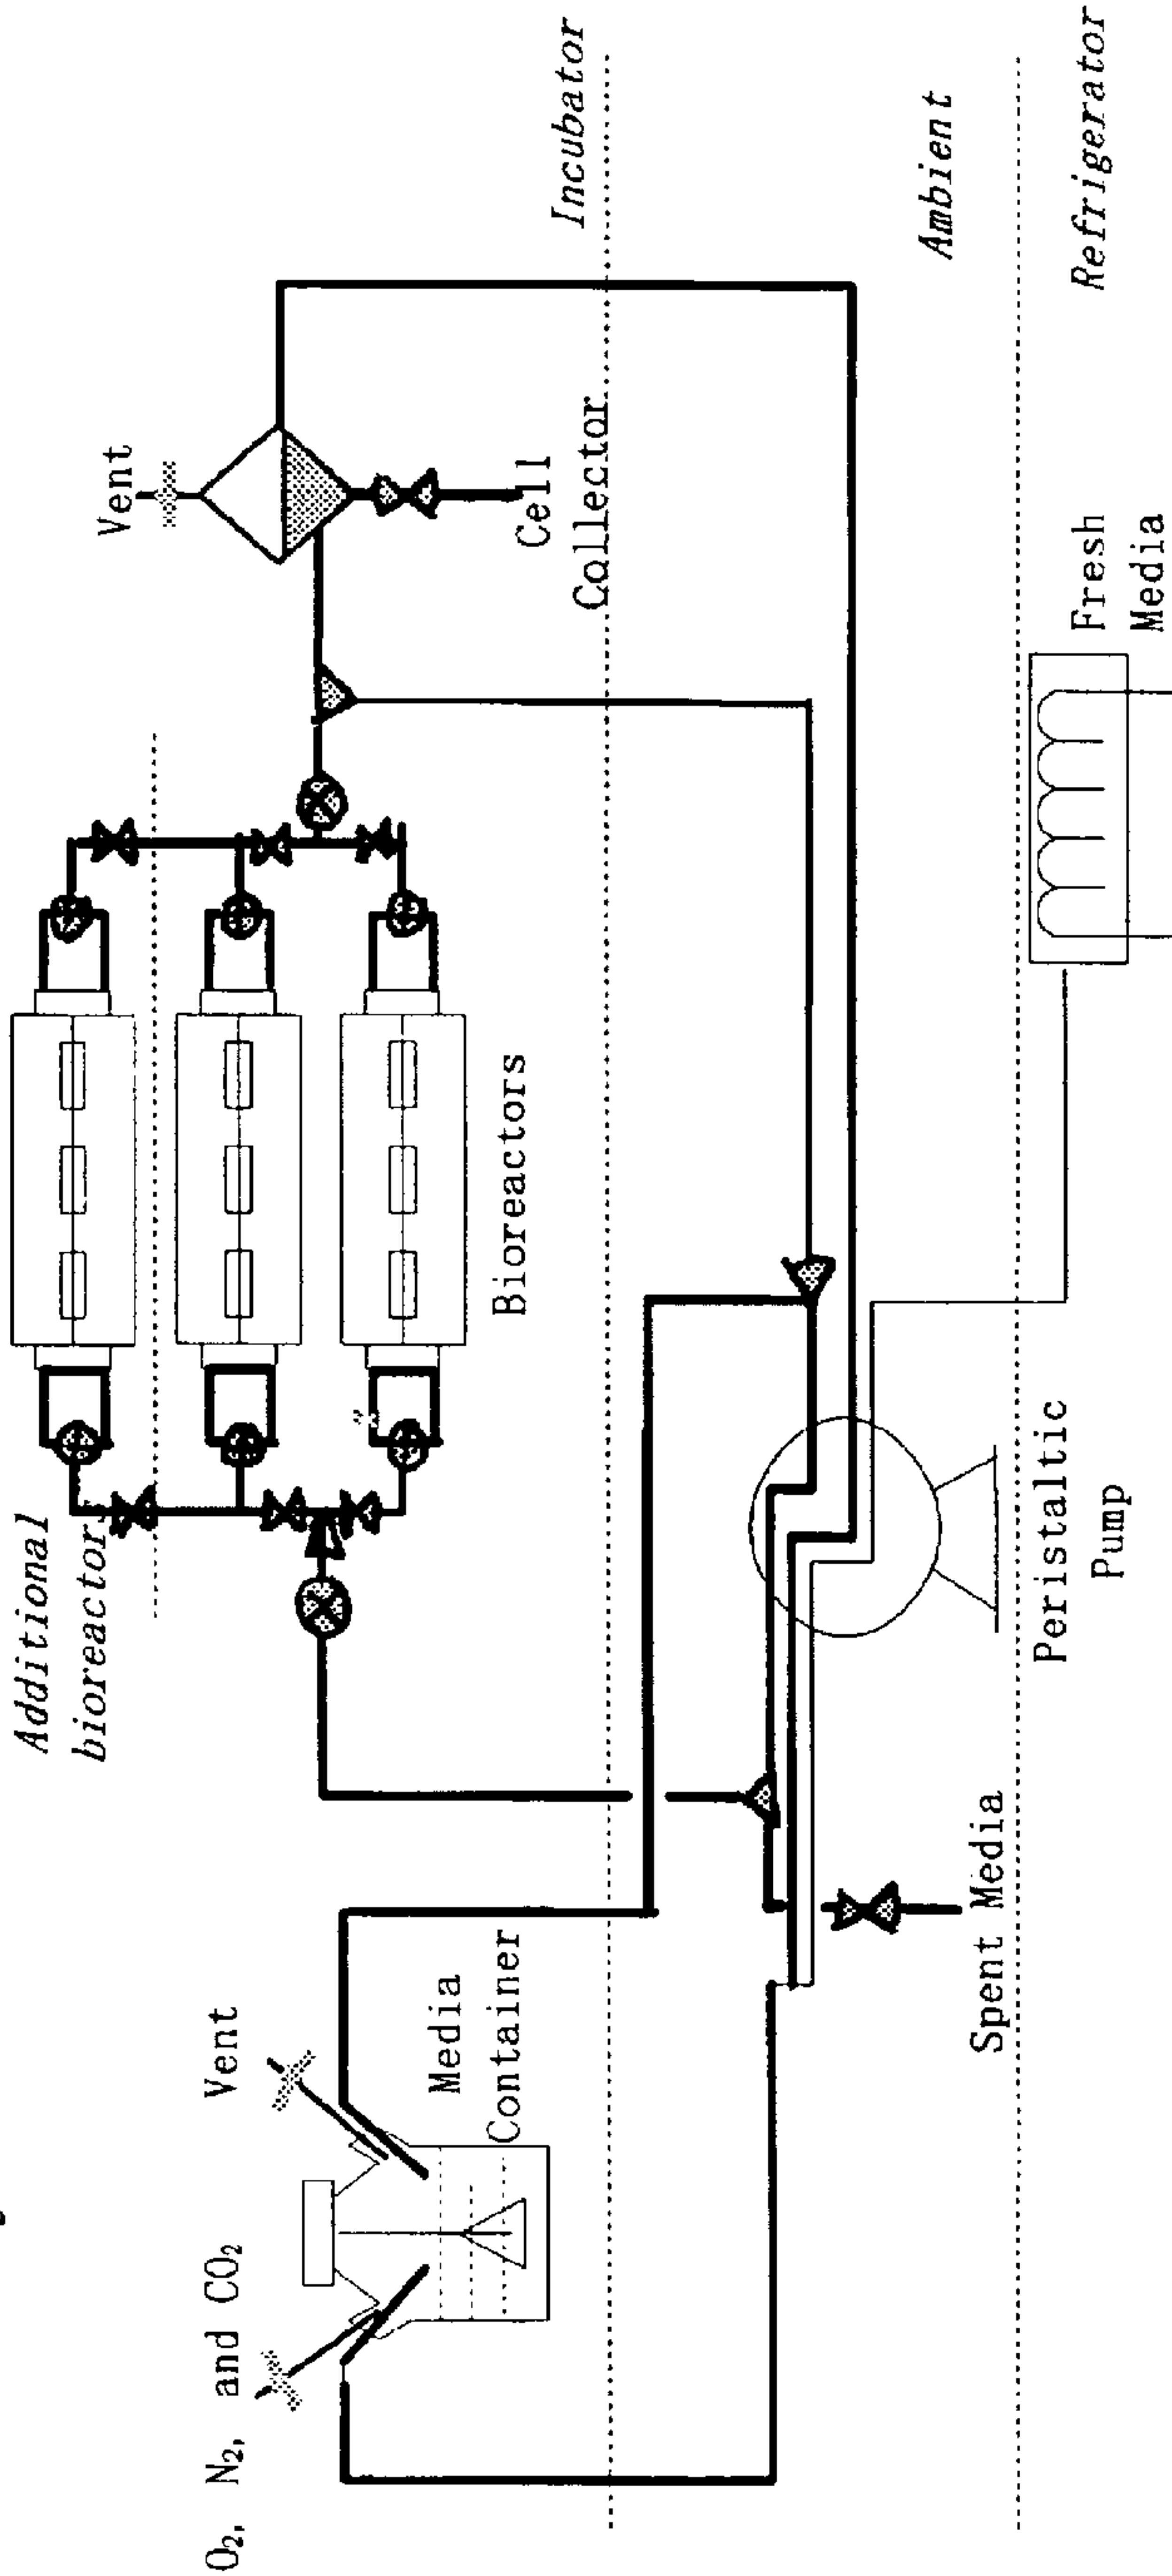 Additional
bioreactor
O₂, N₂, and CO₂
Vent
Vent
Media
Container
Bioreactors
Cell
Collector
Incubator
Ambient
Spent Media
Peristaltic
Pump
Fresh
Media
Refrigerator